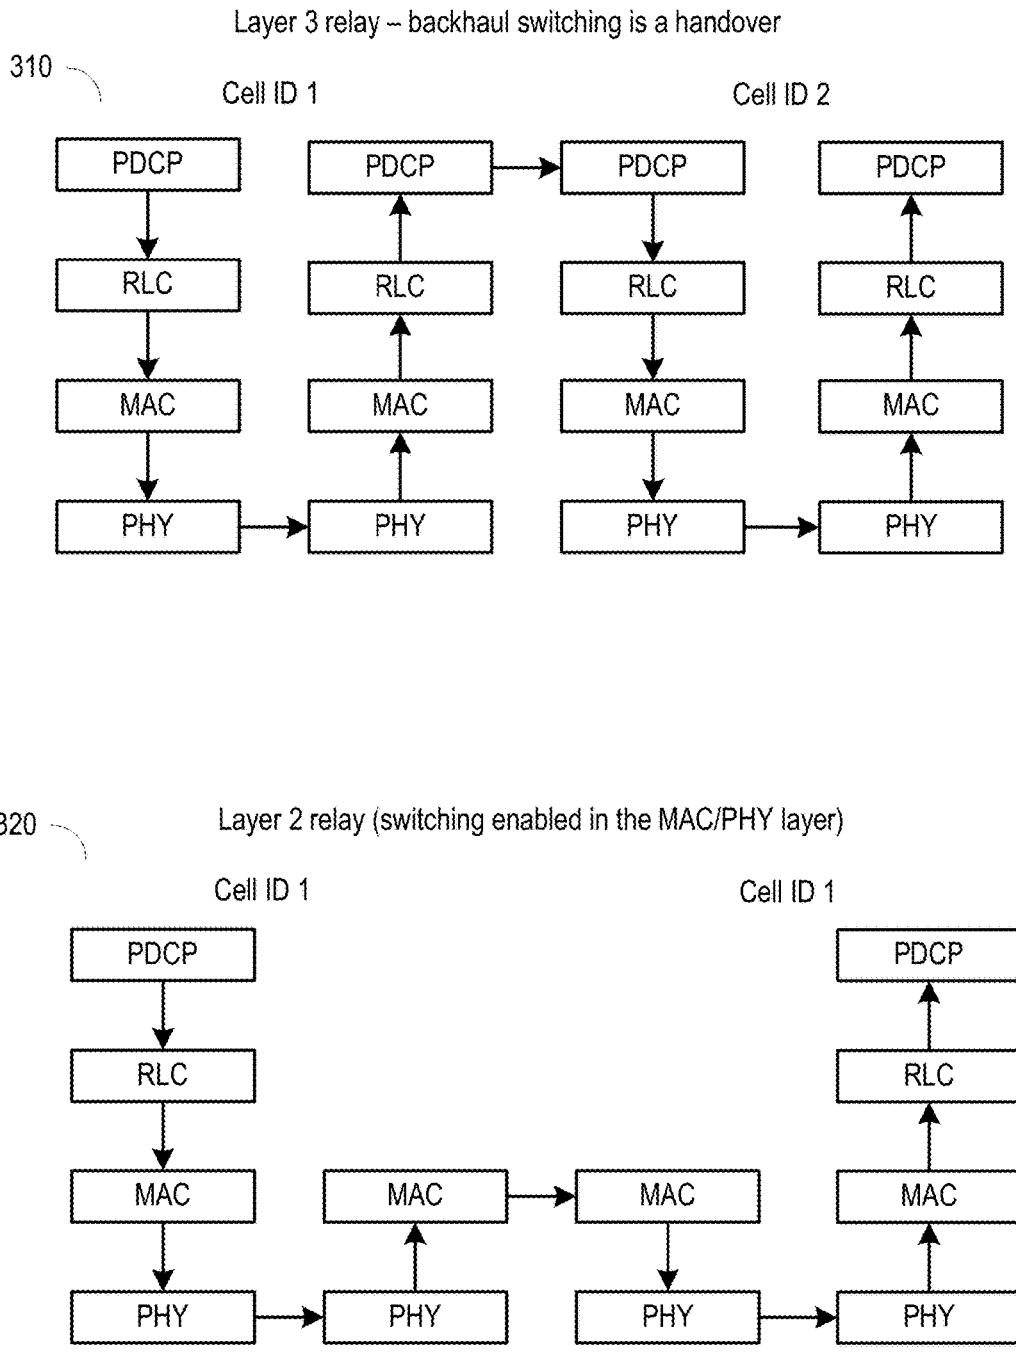 Layer 3 relay – backhaul switching is a handover
310
Cell ID 1 Cell ID 2
PDCP PDCP PDCP PDCP
RLC RLC RLC RLC
MAC MAC MAC MAC
PHY PHY PHY PHY
320 Layer 2 relay (switching enabled in the MAC/PHY layer)
Cell ID 1 Cell ID 1
PDCP PDCP
RLC RLC
MAC MAC MAC MAC
PHY PHY PHY PHY